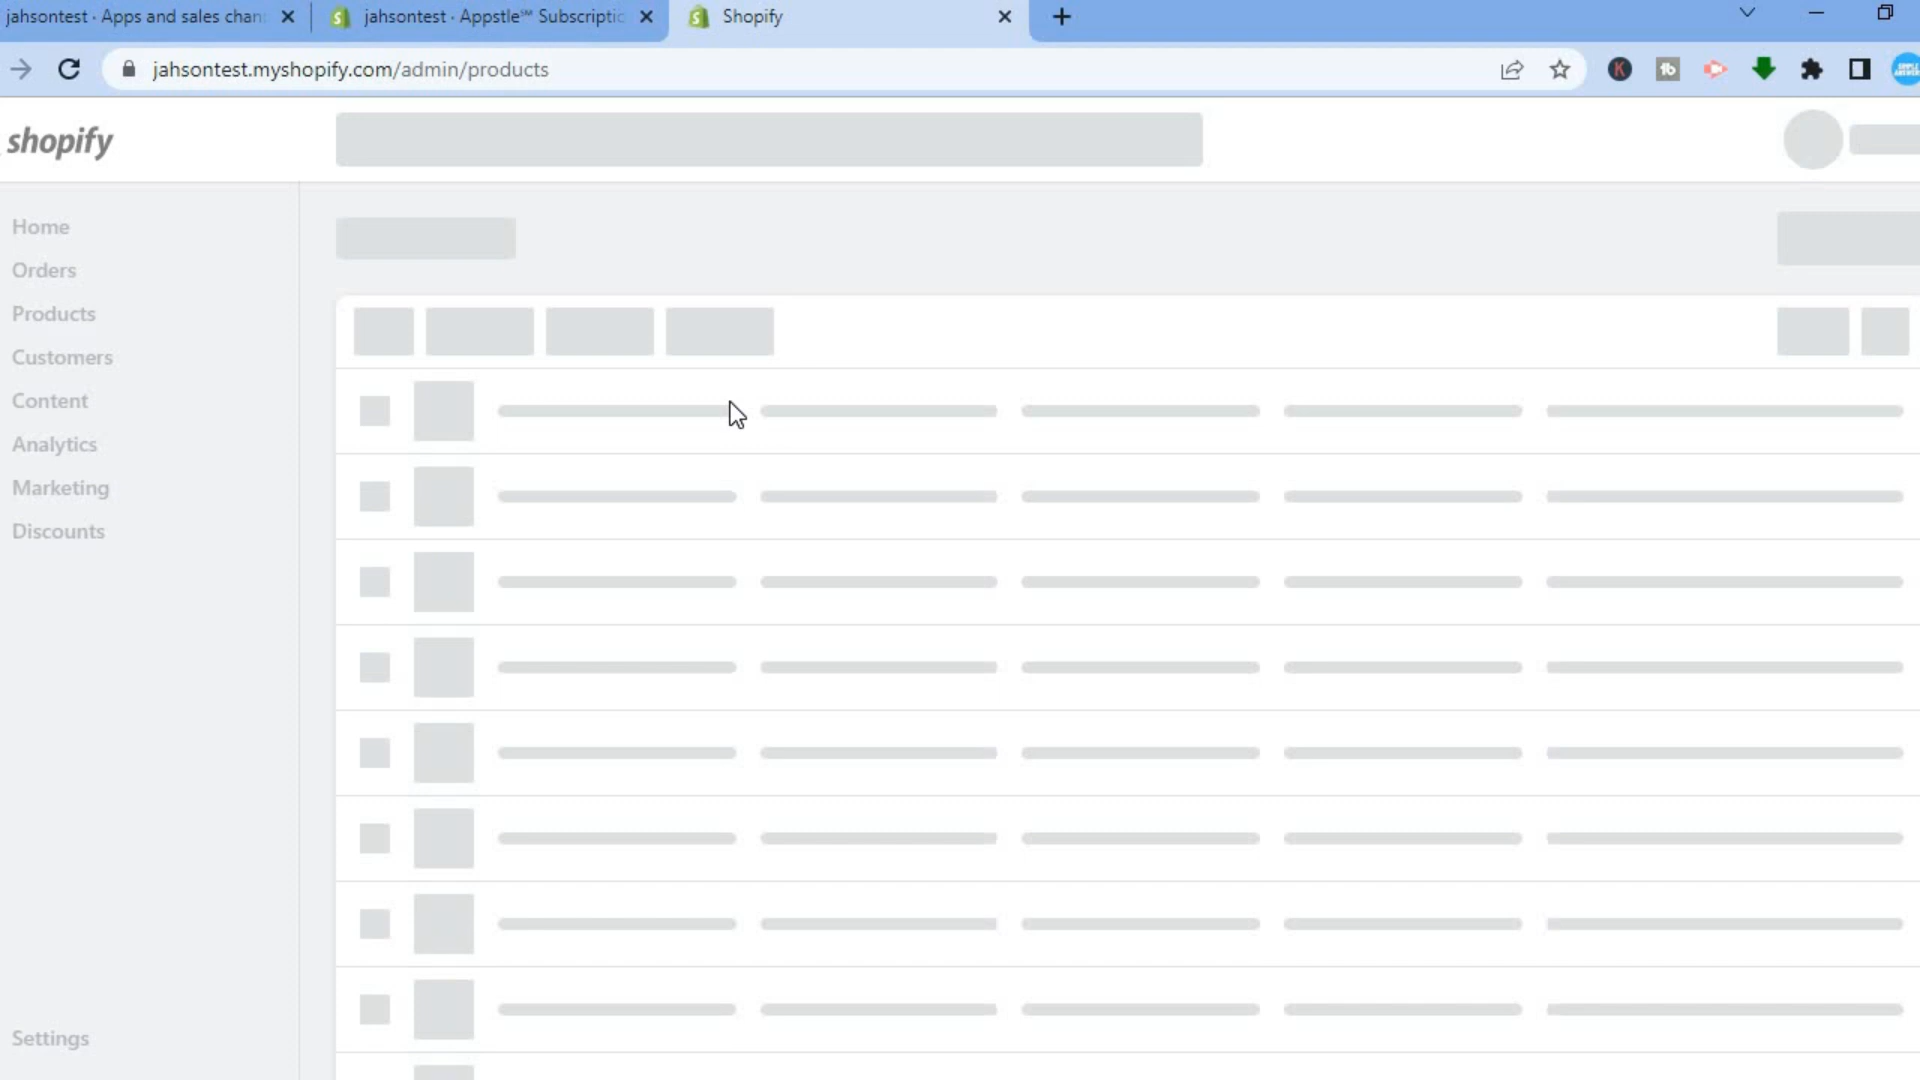 jahsontest · Apps and sales chan
jahsontest · Appstle℠ Subscriptic
Shopify
jahsontest.myshopify.com/admin/products
shopify
Home
Orders
Products
Customers
Content
Analytics
Marketing
Discounts
Settings